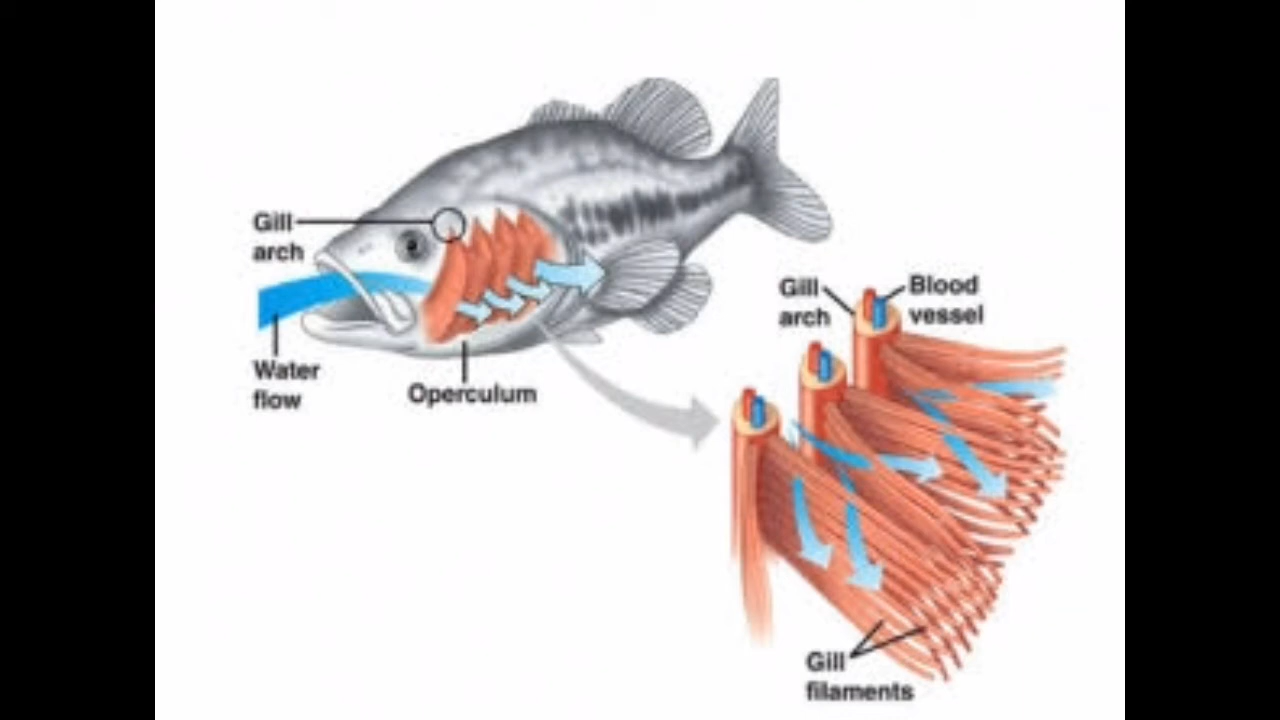 Gill
arch
Water
flow
Operculum
Gill
arch
Blood
vessel
Gill
filaments